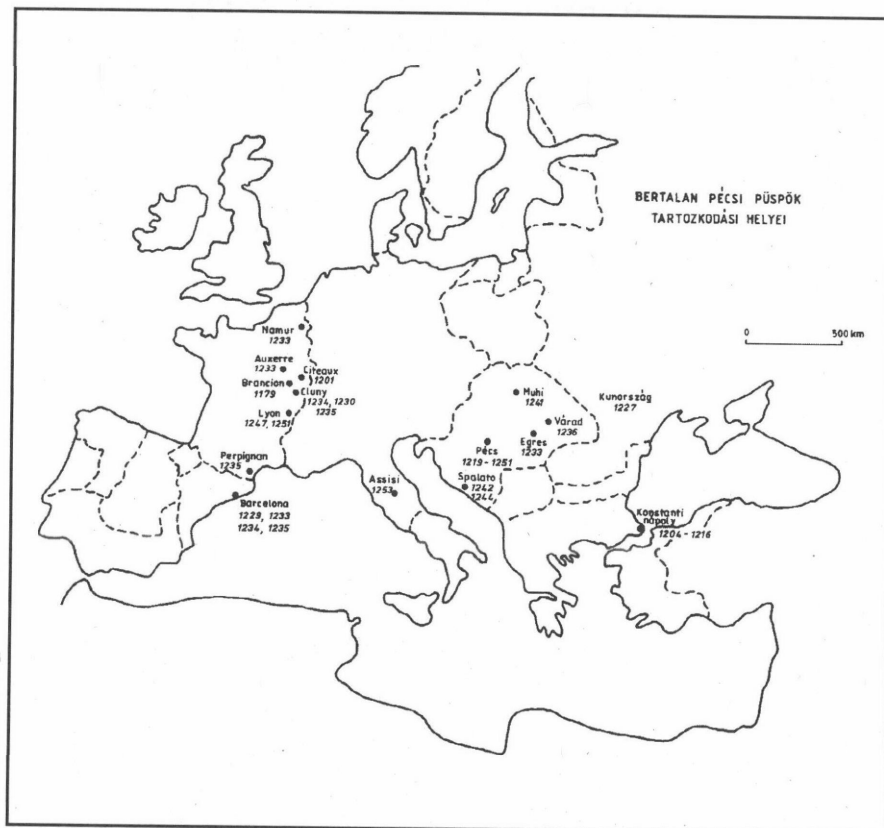 BERTALAN PÉCSI PÜSPÖK
TARTOZKODÁSI HELYEI
0 500 km
Namur
1233
Auxerre
1233
Citeaux
1201
Brancion
1179
Cluny
1234, 1230
1235
Lyon
1247, 1251
Perpignan
1235
Barcelona
1229, 1233
1234, 1235
Assisi
1253
Muhi
1241
Kunország
1227
Várad
1236
Egres
1233
Pécs
1219 - 1251
Spalato
1242
1244
Konstanti
nápoly
1204 - 1216